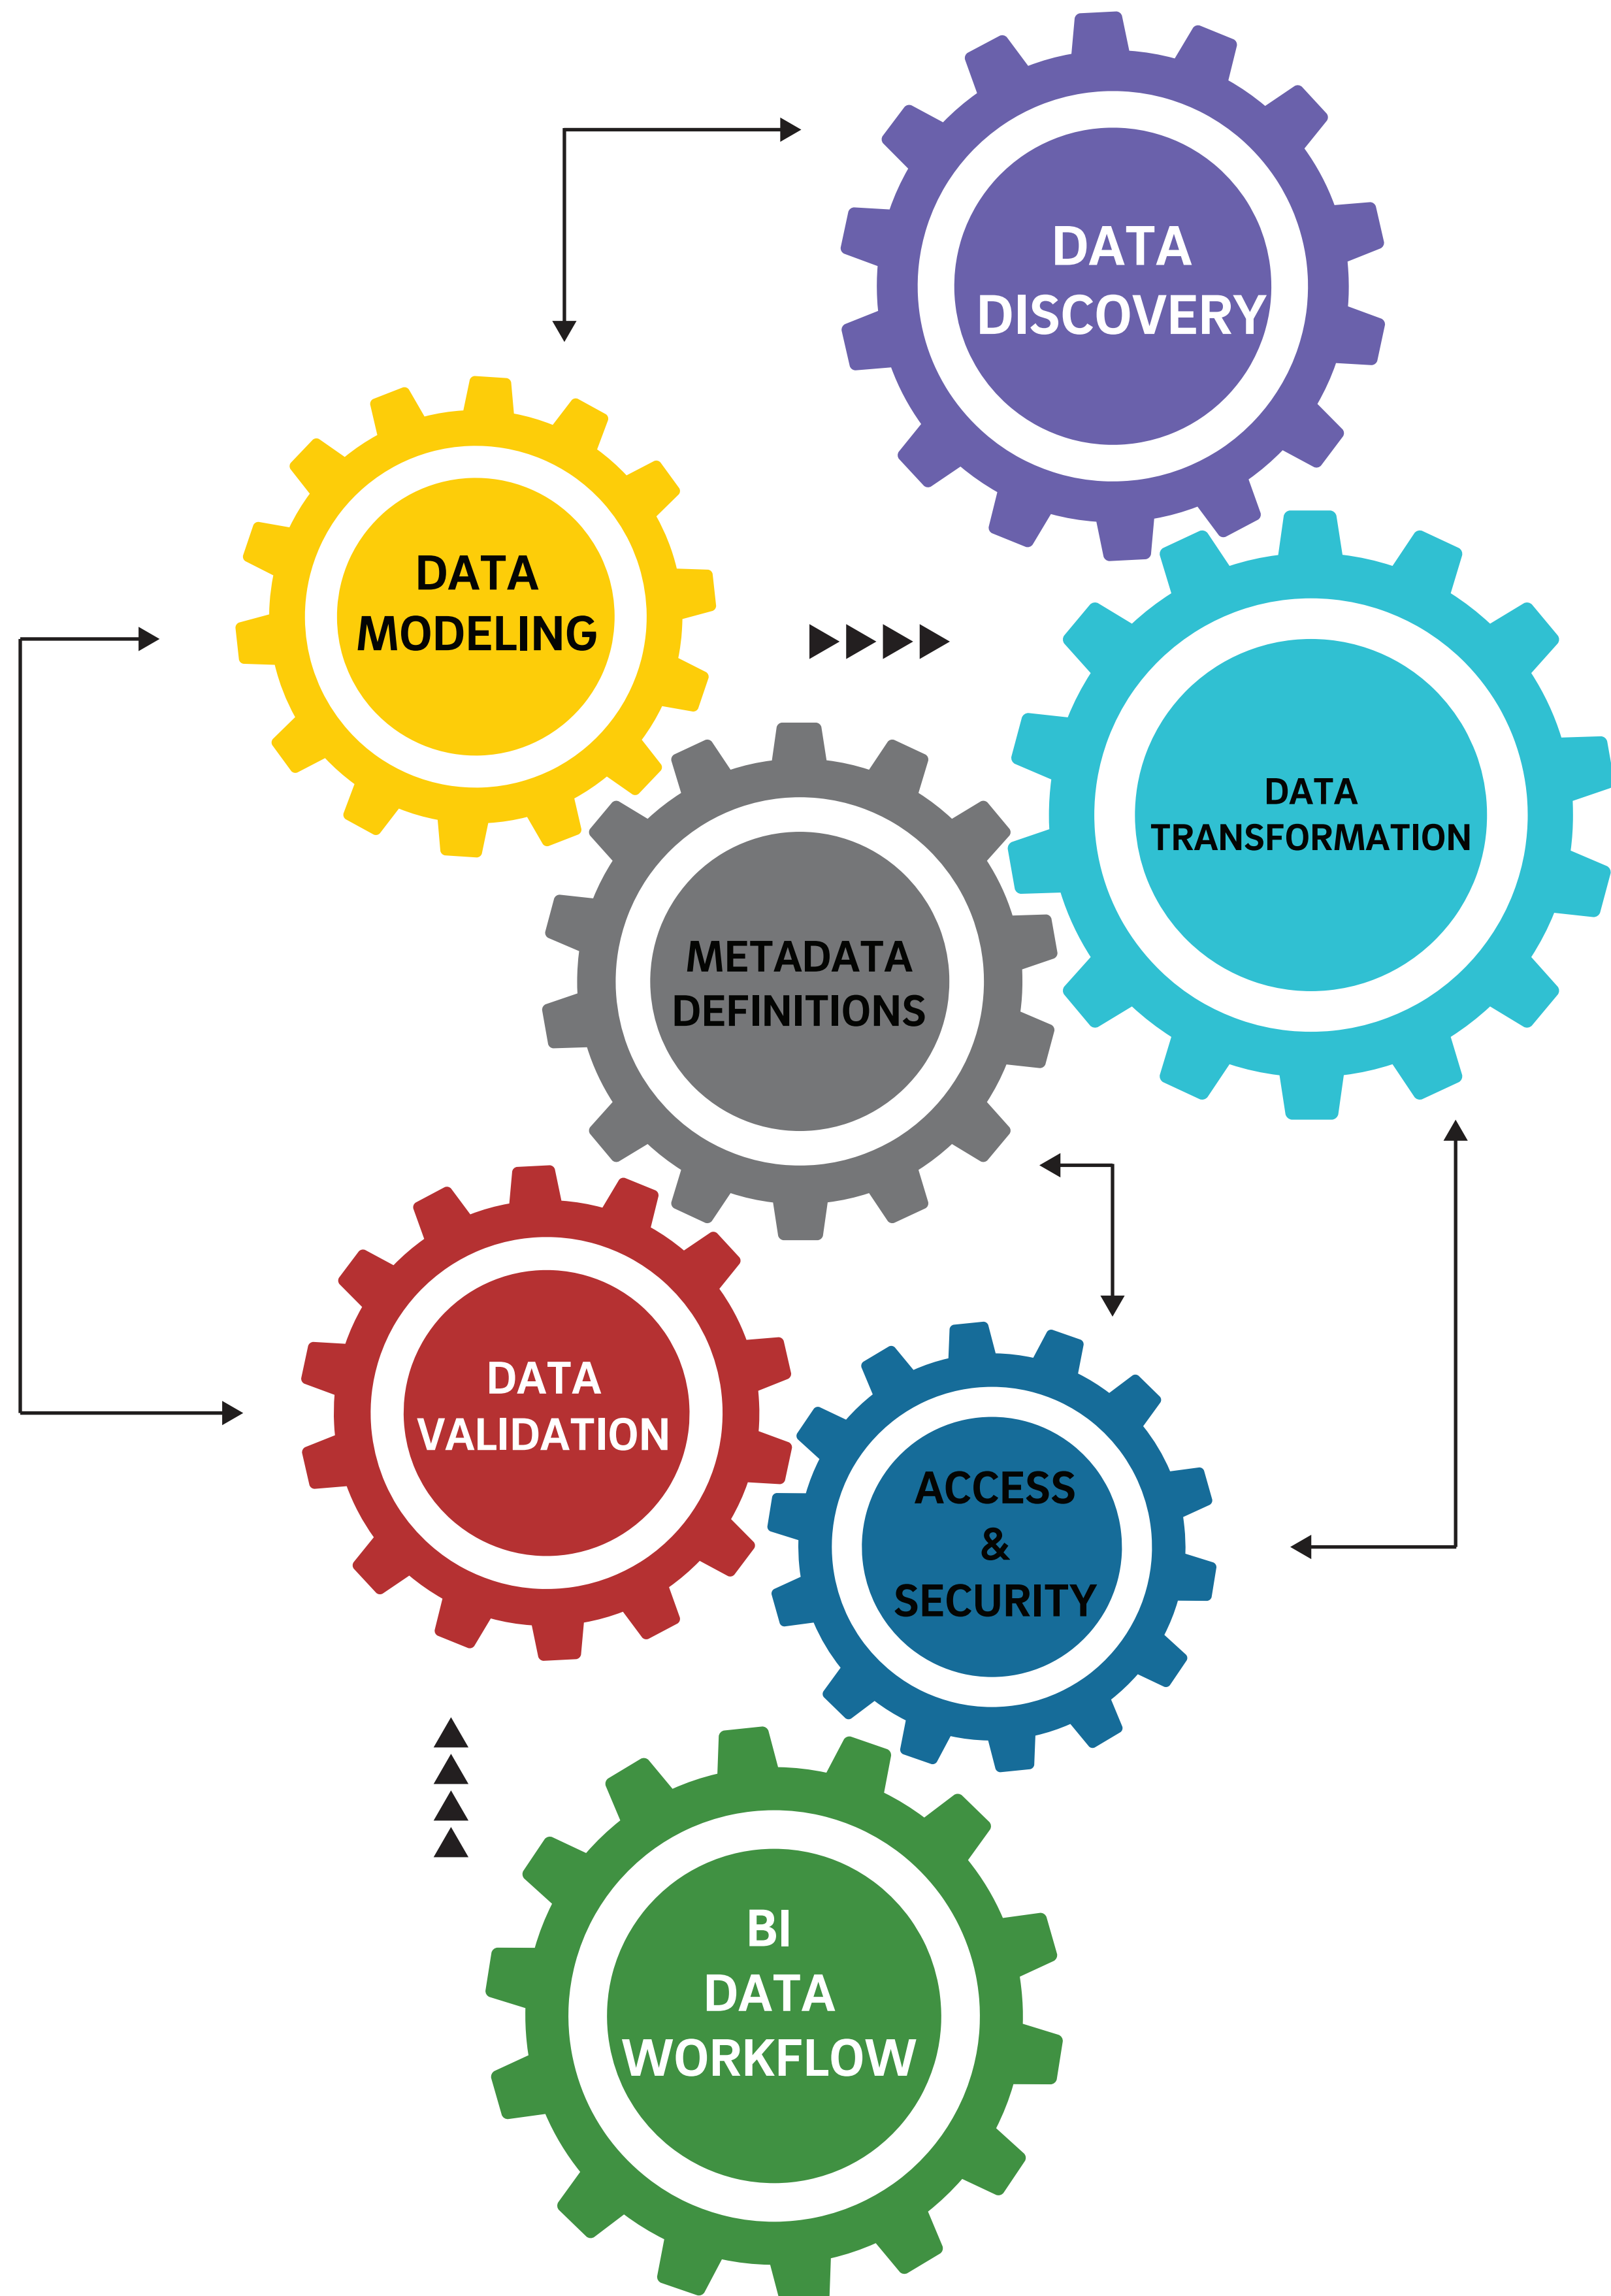 DATA
DISCOVERY
DATA
MODELING
DATA
TRANSFORMATION
METADATA
DEFINITIONS
DATA
VALIDATION
ACCESS
&
SECURITY
BI
DATA
WORKFLOW